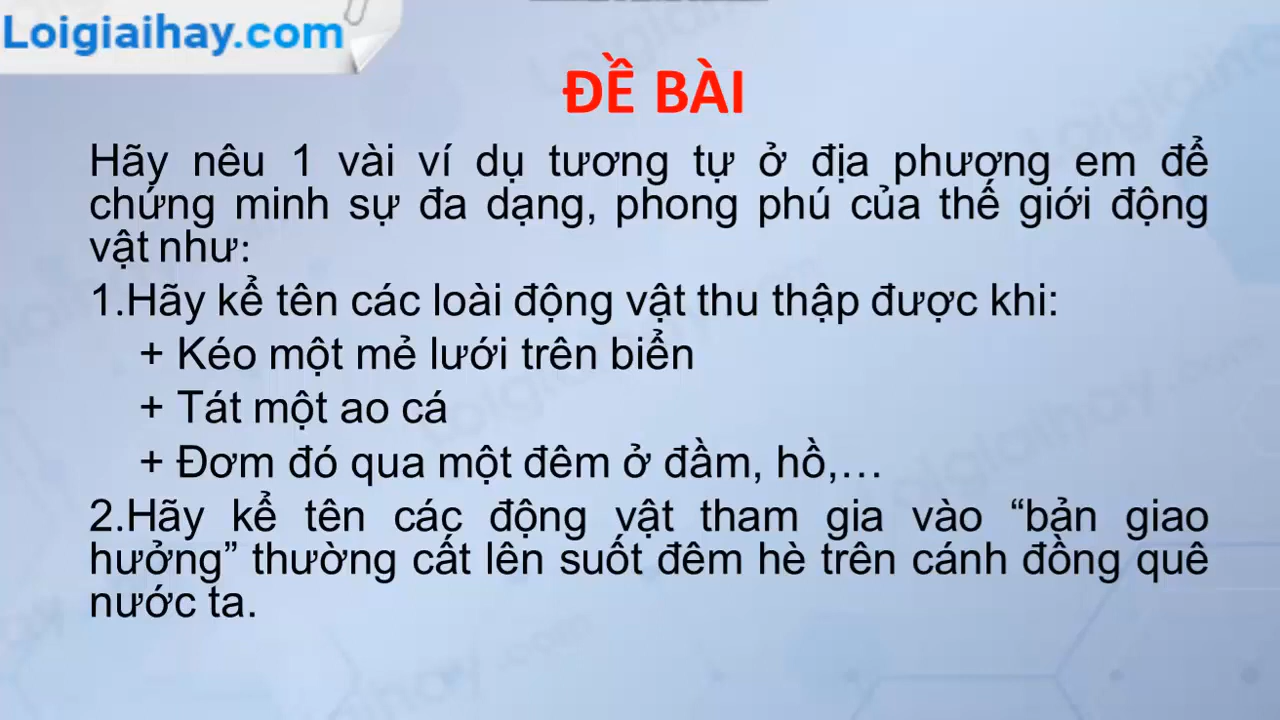 Loigiaihay.com
ĐỀ BÀI
Hãy nêu 1 vài ví dụ tương tự ở địa phương em để
chứng minh sự đa dạng, phong phú của thế giới động
vật như:
1.Hãy kể tên các loài động vật thu thập được khi:
+ Kéo một mẻ lưới trên biển
+ Tát một ao cá
+ Đơm đó qua một đêm ở đầm, hồ,…
2.Hãy kể tên các động vật tham gia vào “bản giao
hưởng” thường cất lên suốt đêm hè trên cánh đồng quê
nước ta.